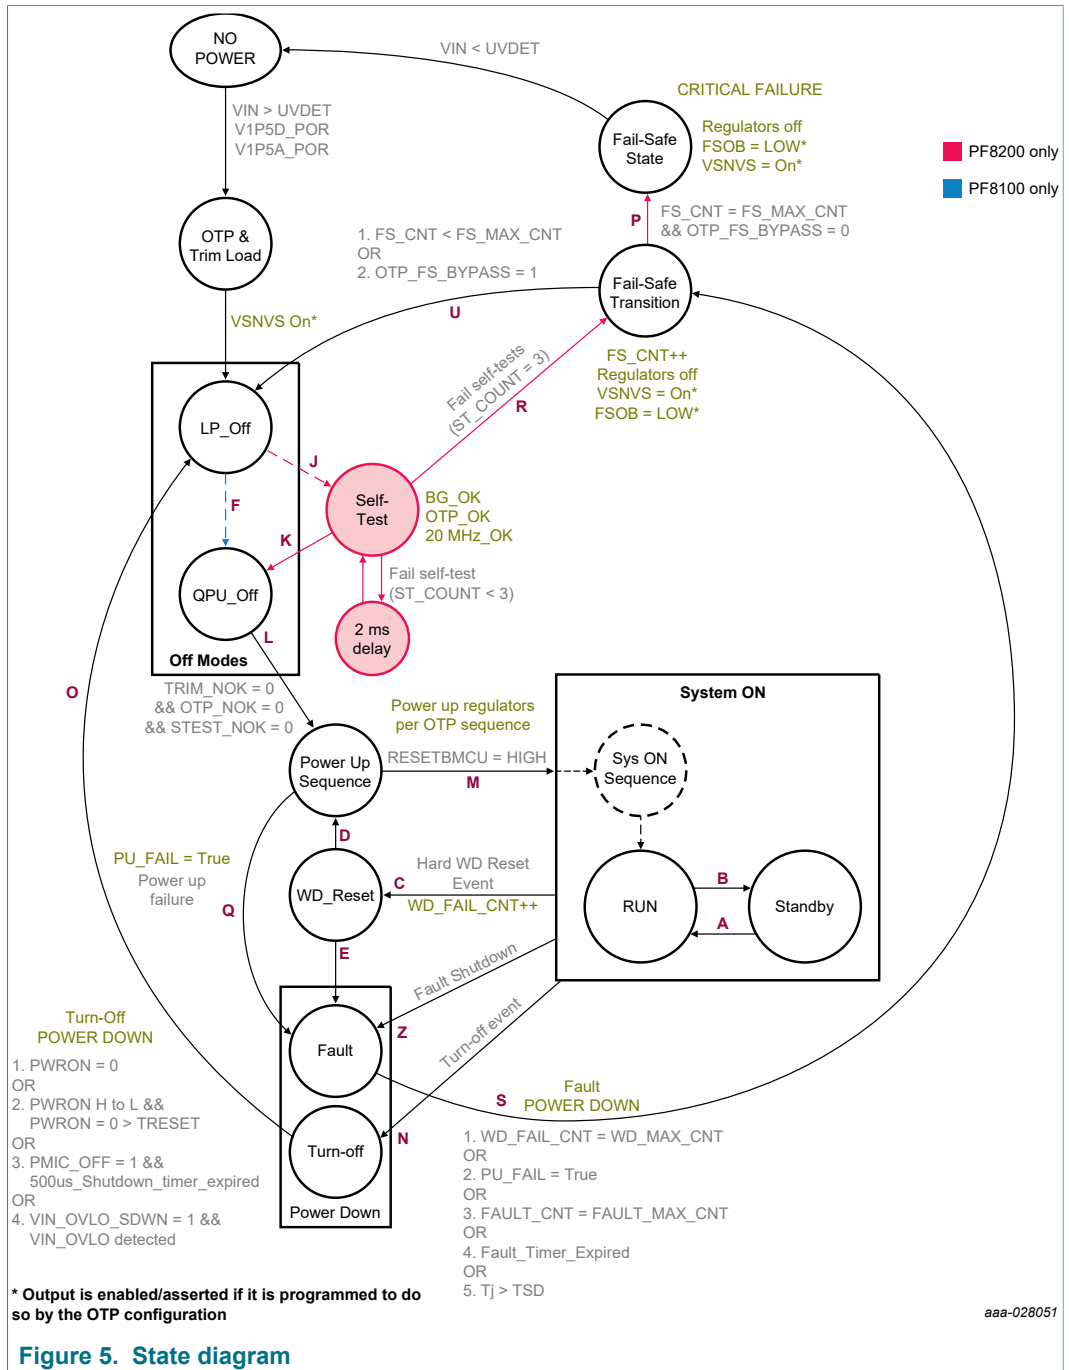 NO
POWER
VIN < UVDET
VIN > UVDET
V1P5D_POR
V1P5A_POR
CRITICAL FAILURE
Fail-Safe
State
Regulators off
FSOB = LOW*
VSNVS = On*
PF8200 only
PF8100 only
P
FS_CNT = FS_MAX_CNT
&& OTP_FS_BYPASS = 0
OTP &
Trim Load
1. FS_CNT < FS_MAX_CNT
OR
2. OTP_FS_BYPASS = 1
Fail-Safe
Transition
U
VSNVS On*
FS_CNT++
Regulators off
VSNVS = On*
FSOB = LOW*
Fail self-tests
(ST_COUNT = 3)
R
LP_Off
J
F
Self-
Test
BG_OK
OTP_OK
20 MHz_OK
K
Fail self-test
(ST_COUNT < 3)
QPU_Off
L
2 ms
delay
Off Modes
O
TRIM_NOK = 0
&& OTP_NOK = 0
&& STEST_NOK = 0
Power up regulators
per OTP sequence
System ON
Power Up
Sequence
RESETBMCU = HIGH
M
Sys ON
Sequence
D
PU_FAIL = True
Power up
failure
Q
WD_Reset
C
Hard WD Reset
Event
WD_FAIL_CNT++
RUN
B
A
Standby
E
Fault Shutdown
Z
Turn-off event
Fault
Turn-Off
POWER DOWN
1. PWRON = 0
OR
2. PWRON H to L &&
PWRON = 0 > TRESET
OR
3. PMIC_OFF = 1 &&
500us_Shutdown_timer_expired
OR
4. VIN_OVLO_SDWN = 1 &&
VIN_OVLO detected
Turn-off
N
Power Down
S
Fault
POWER DOWN
1. WD_FAIL_CNT = WD_MAX_CNT
OR
2. PU_FAIL = True
OR
3. FAULT_CNT = FAULT_MAX_CNT
OR
4. Fault_Timer_Expired
OR
5. Tj > TSD
* Output is enabled/asserted if it is programmed to do
so by the OTP configuration
aaa-028051
Figure 5. State diagram